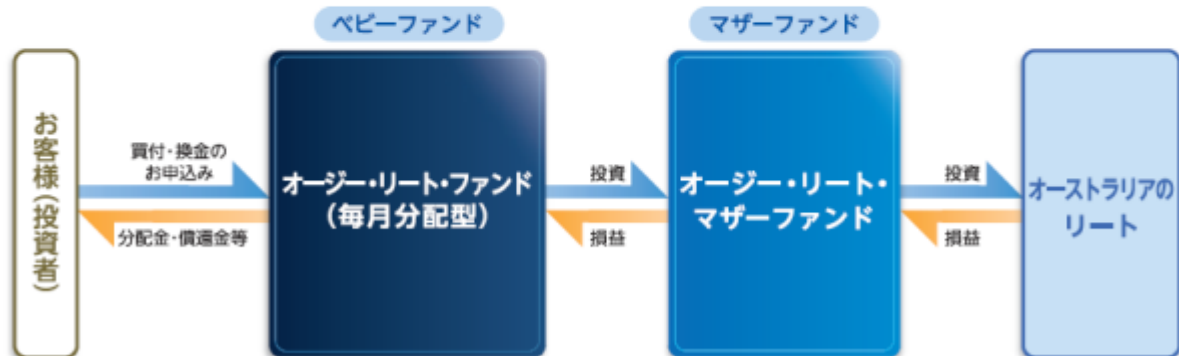 ベビーファンド
マザーファンド
お客様(投資者)
買付・換金の
お申込み
分配金・償還金等
オージー・リート・ファンド
(毎月分配型)
投資
損益
オージー・リート・
マザーファンド
投資
損益
オーストラリアの
リート